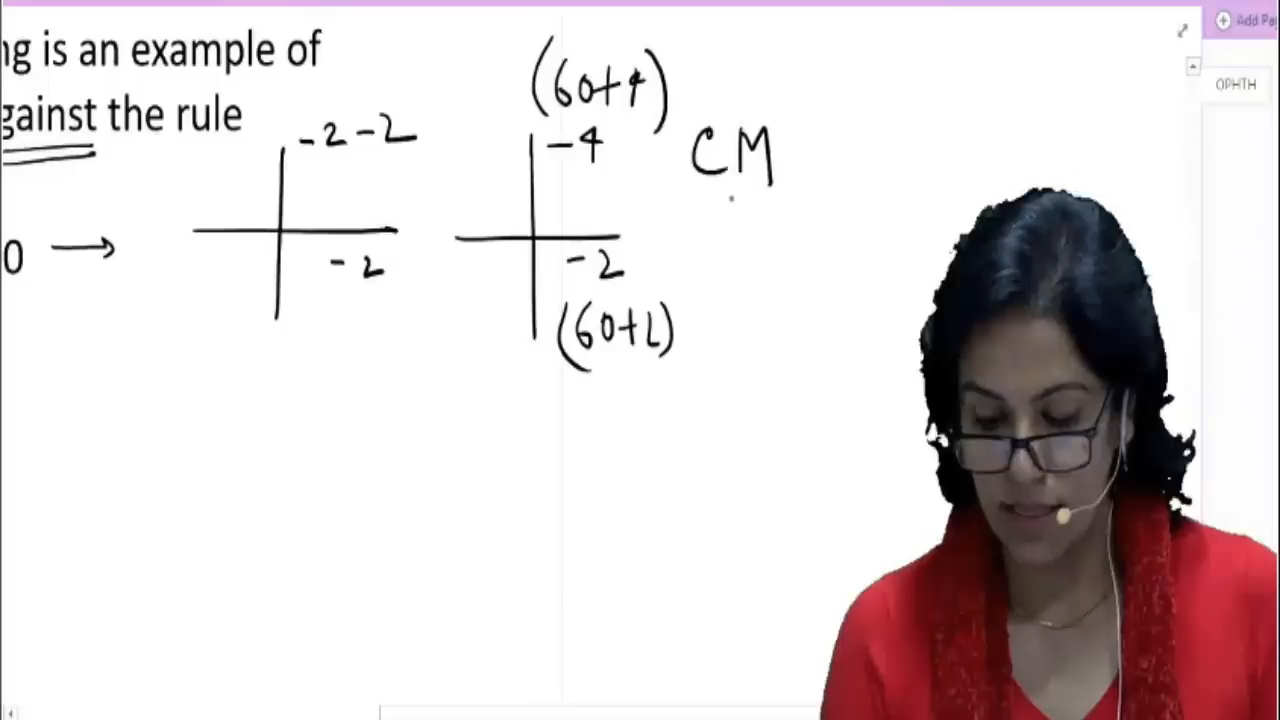 ng is an example of
gainst the rule
Add Pa
OPHTH
(60+4)
-2 -2
-4
CM
0 →
-2
-2
(60+2)